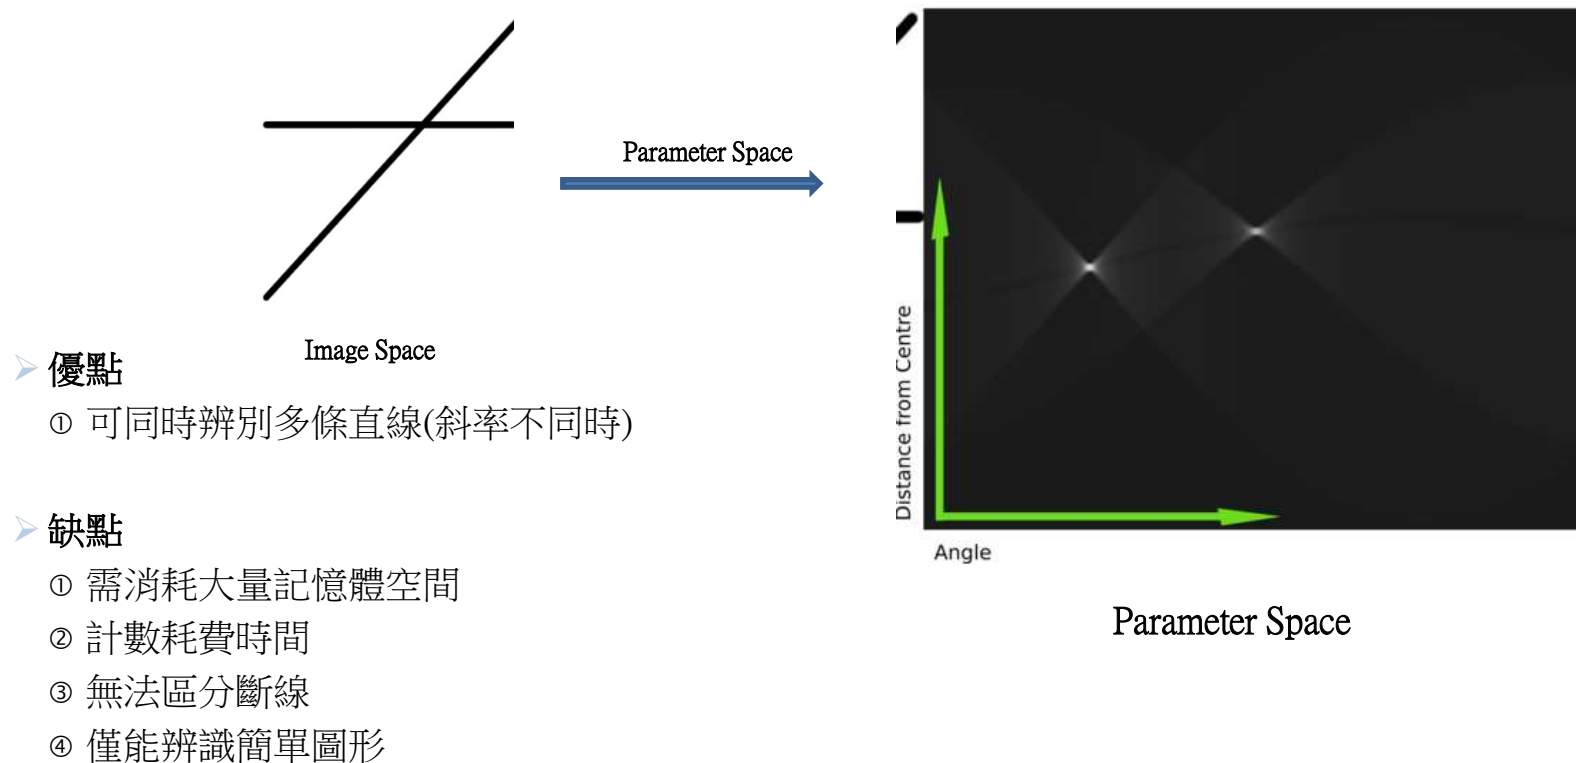 Parameter Space
Image Space
➢ 優點
① 可同時辨別多條直線(斜率不同時)
➢ 缺點
① 需消耗大量記憶體空間
② 計數耗費時間
③ 無法區分斷線
④ 僅能辨識簡單圖形
Distance from Centre
Angle
Parameter Space